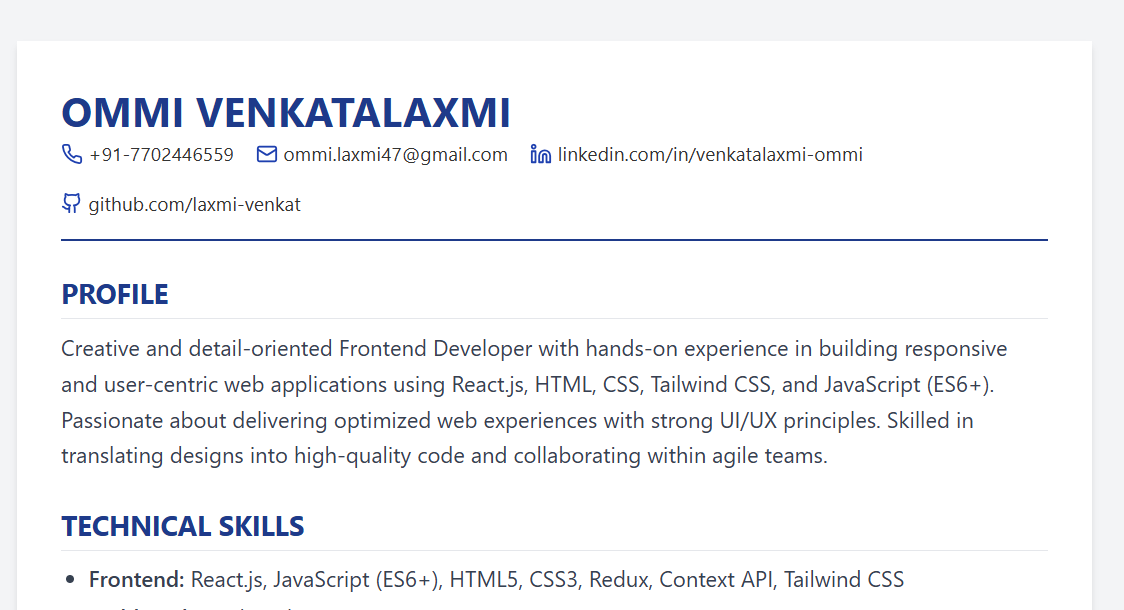 OMMI VENKATALAXMI
+91-7702446559 ommi.laxmi47@gmail.com linkedin.com/in/venkatalaxmi-ommi
github.com/laxmi-venkat
PROFILE
Creative and detail-oriented Frontend Developer with hands-on experience in building responsive
and user-centric web applications using React.js, HTML, CSS, Tailwind CSS, and JavaScript (ES6+).
Passionate about delivering optimized web experiences with strong UI/UX principles. Skilled in
translating designs into high-quality code and collaborating within agile teams.
TECHNICAL SKILLS
• Frontend: React.js, JavaScript (ES6+), HTML5, CSS3, Redux, Context API, Tailwind CSS